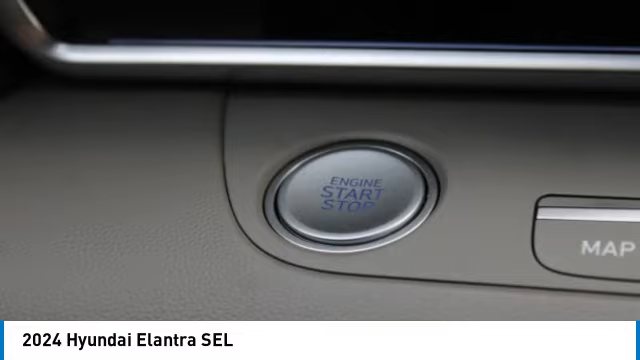 ENGINE
START
STOP
MAP
2024 Hyundai Elantra SEL